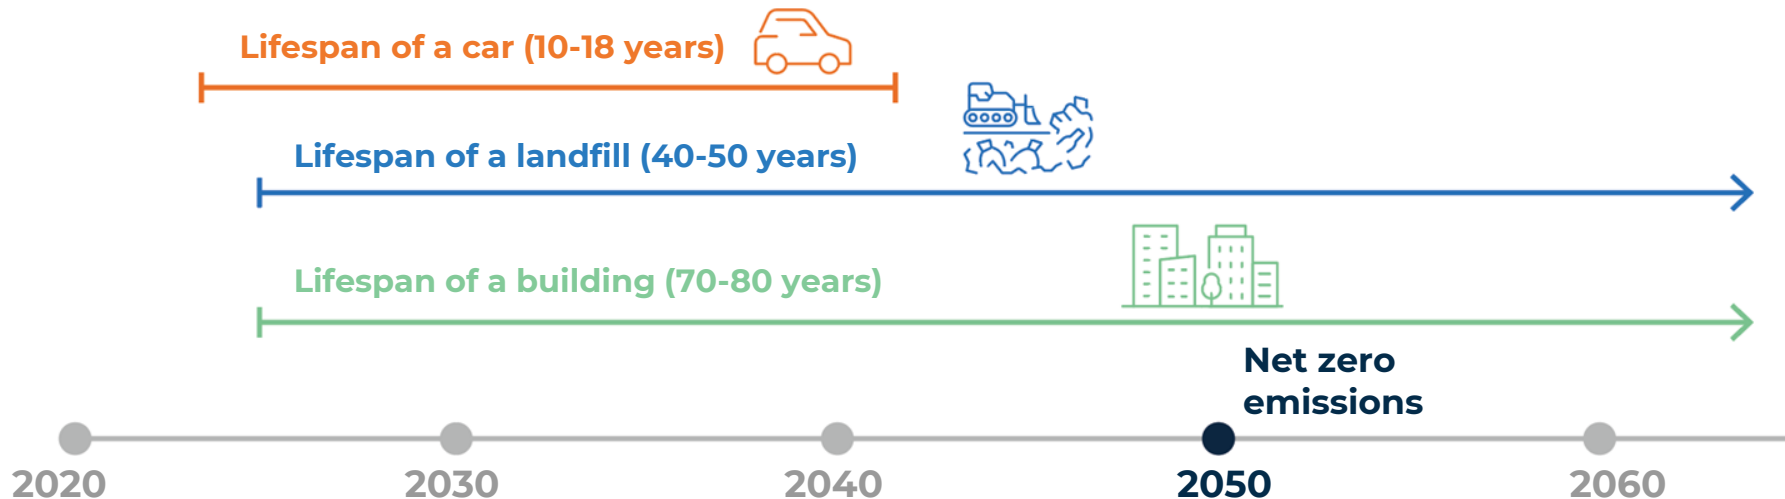 Lifespan of a car (10-18 years)
Lifespan of a landfill (40-50 years)
Lifespan of a building (70-80 years)
Net zero
emissions
2020 2030 2040 2050 2060